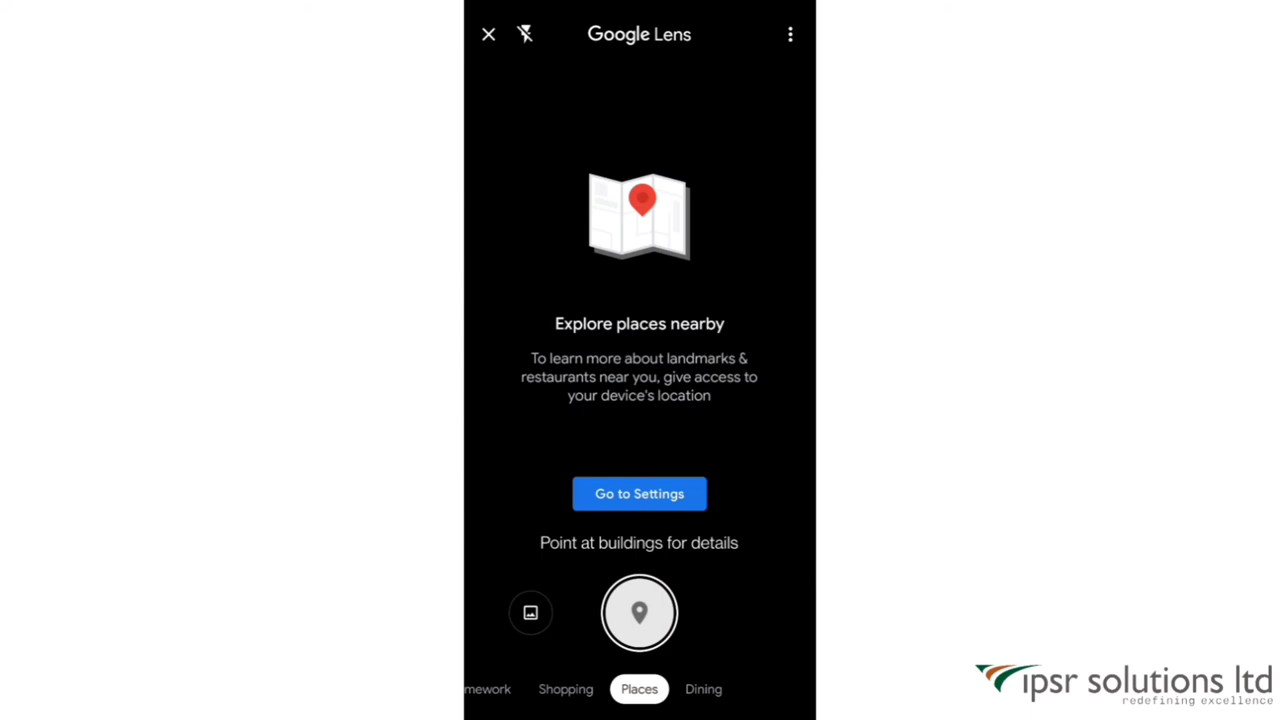 Google Lens
Explore places nearby
To learn more about landmarks &
restaurants near you, give access to
your device's location
Go to Settings
Point at buildings for details
mework Shopping Places Dining
ipsr solutions ltd
redefining excellence